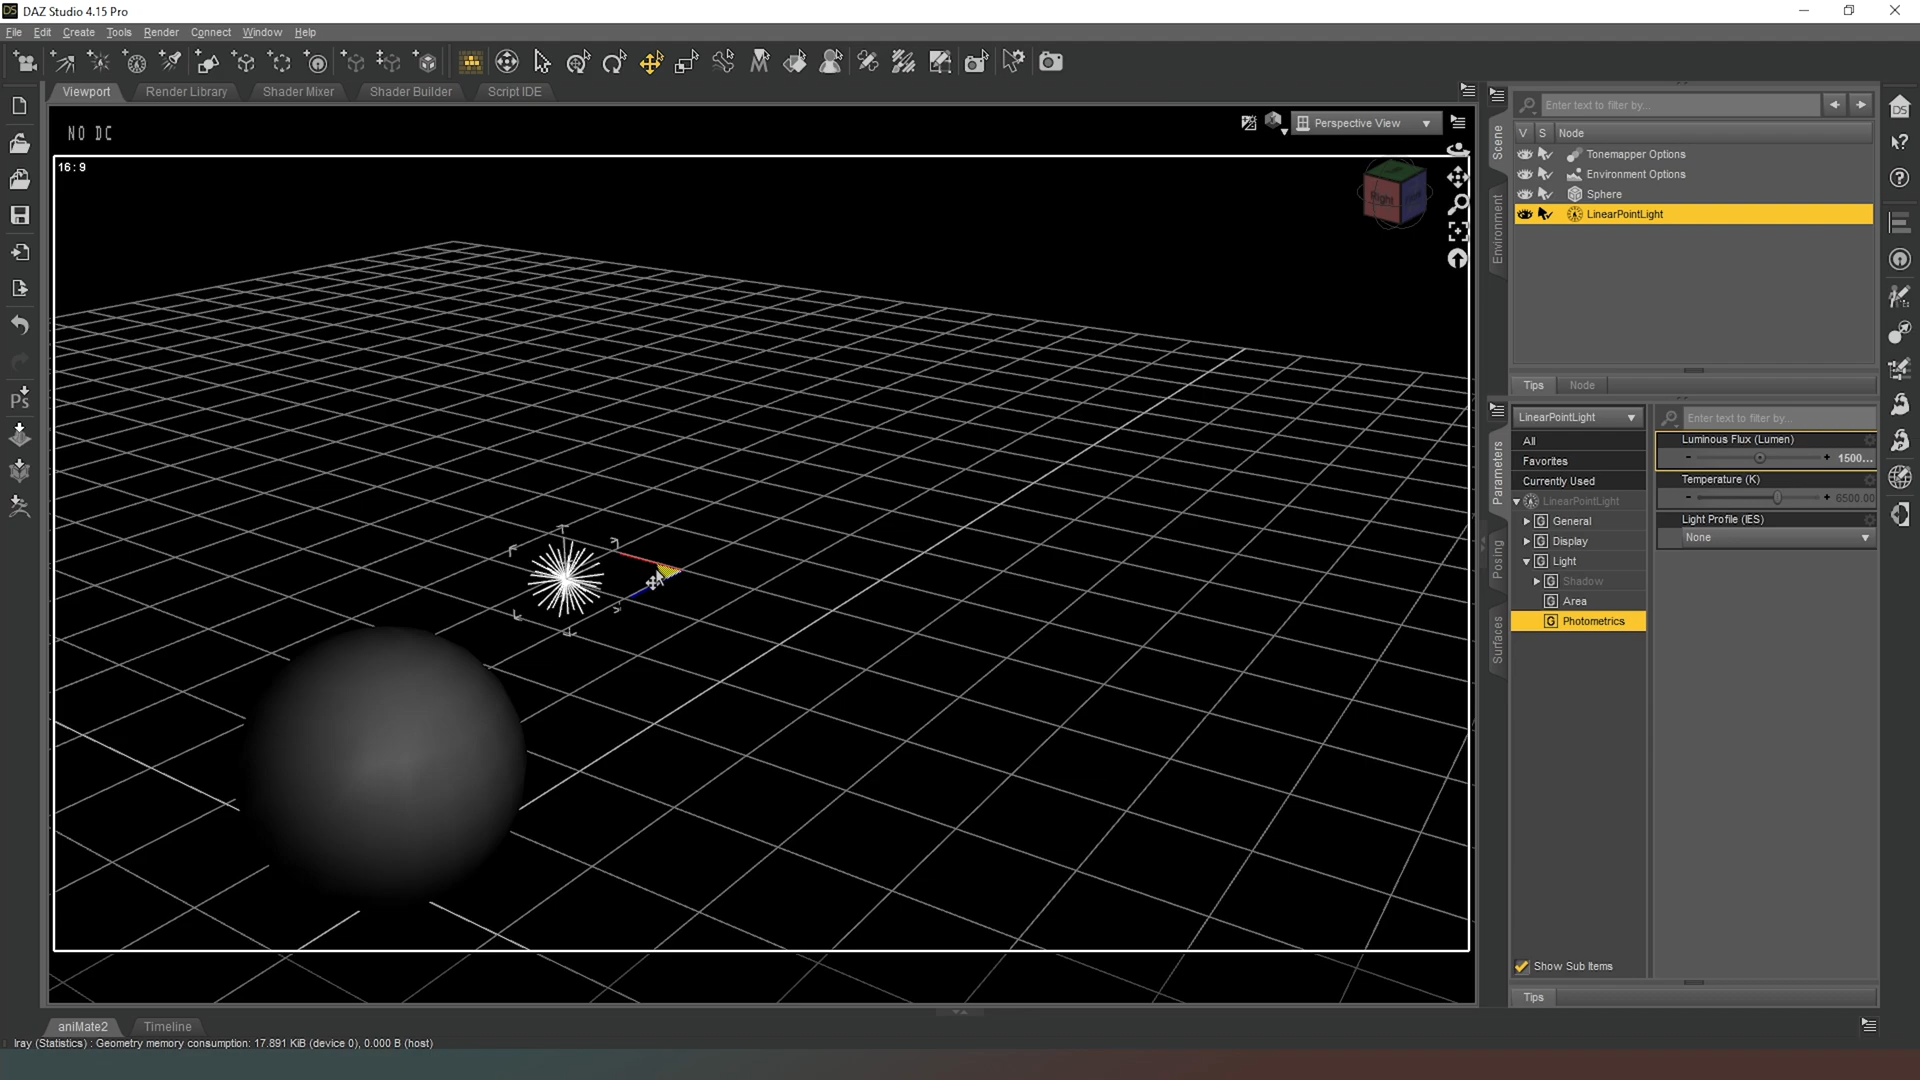 DAZ Studio 4.15 Pro
File Edit Create Tools Render Connect Window Help
Viewport Render Library Shader Mixer Shader Builder Script IDE
NO DC
Perspective View
16:9
Right
Scene
Environment
Enter text to filter by...
V S Node
Tonemapper Options
Environment Options
Sphere
LinearPointLight
Tips Node
Parameters
Posing
Surfaces
LinearPointLight
All
Favorites
Currently Used
LinearPointLight
General
Display
Light
Shadow
Area
Photometrics
Show Sub Items
Enter text to filter by...
Luminous Flux (Lumen)
- + 1500...
Temperature (K)
- + 6500.00
Light Profile (IES)
None
Tips
aniMate2 Timeline
Iray (Statistics) : Geometry memory consumption: 17.891 KiB (device 0), 0.000 B (host)